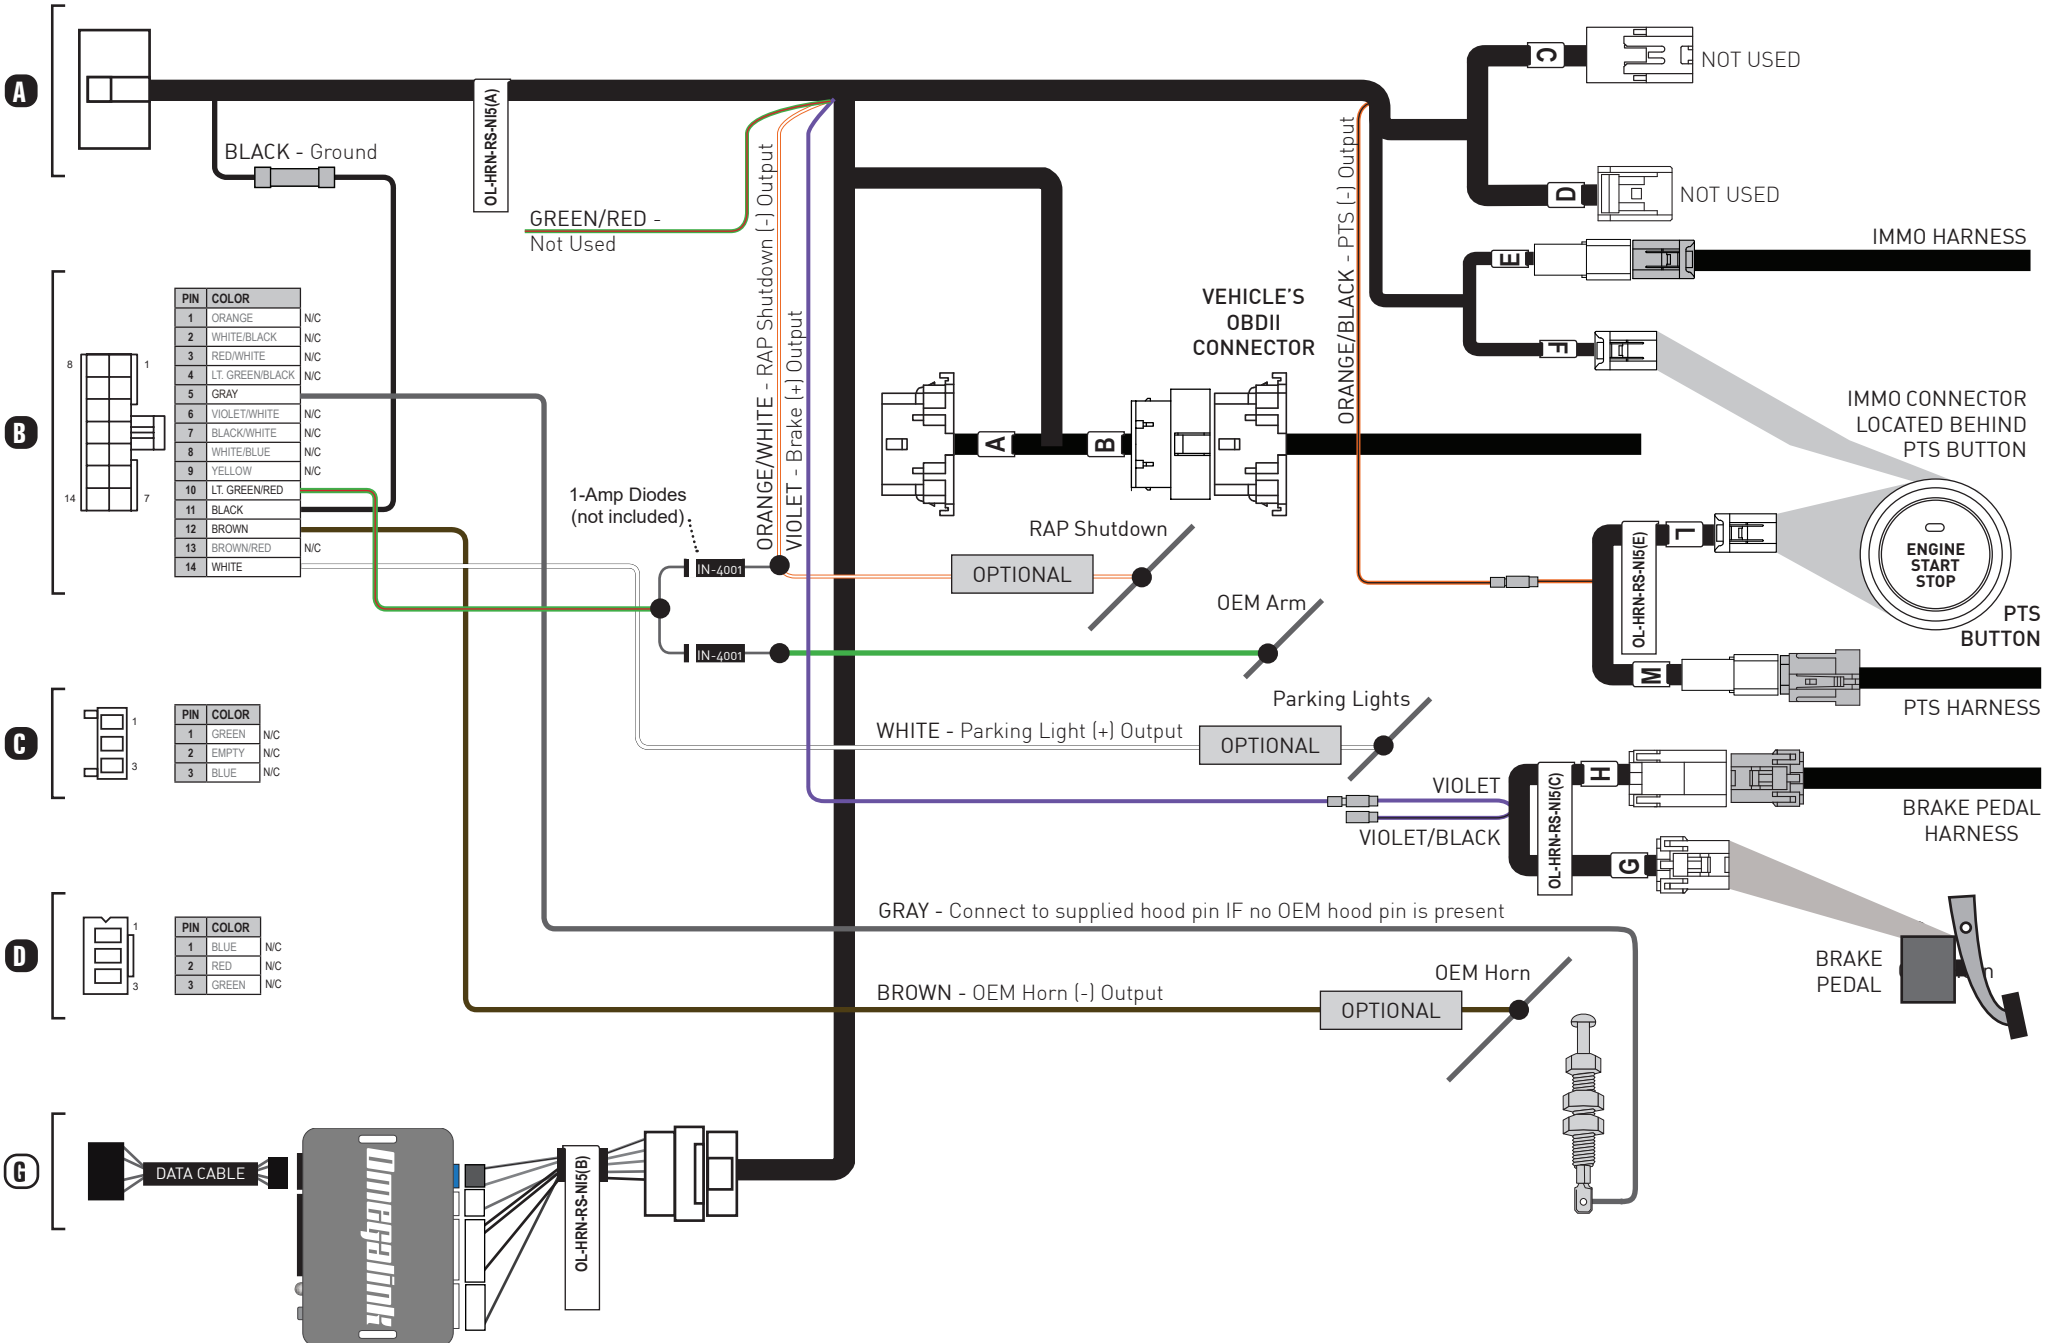 A
OL-HRN-RS-NI5(A)
BLACK - Ground
GREEN/RED -
Not Used
ORANGE/WHITE - RAP Shutdown (-) Output
VIOLET - Brake (+) Output
ORANGE/BLACK - PTS (-) Output
C
NOT USED
D
NOT USED
E
IMMO HARNESS
F
IMMO CONNECTOR
LOCATED BEHIND
PTS BUTTON
VEHICLE'S
OBDII
CONNECTOR
A
B
B
8
1
14
7
PIN COLOR
1 ORANGE N/C
2 WHITE/BLACK N/C
3 RED/WHITE N/C
4 LT. GREEN/BLACK N/C
5 GRAY
6 VIOLET/WHITE N/C
7 BLACK/WHITE N/C
8 WHITE/BLUE N/C
9 YELLOW N/C
10 LT. GREEN/RED
11 BLACK
12 BROWN
13 BROWN/RED N/C
14 WHITE
1-Amp Diodes
(not included)
IN-4001
IN-4001
RAP Shutdown
OPTIONAL
OEM Arm
L
OL-HRN-RS-NI5(E)
M
ENGINE
START
STOP
PTS
BUTTON
PTS HARNESS
C
1
3
PIN COLOR
1 GREEN N/C
2 EMPTY N/C
3 BLUE N/C
Parking Lights
WHITE - Parking Light (+) Output
OPTIONAL
VIOLET
VIOLET/BLACK
OL-HRN-RS-NI5(C)
H
G
BRAKE PEDAL
HARNESS
BRAKE
PEDAL
n
D
1
3
PIN COLOR
1 BLUE N/C
2 RED N/C
3 GREEN N/C
GRAY - Connect to supplied hood pin IF no OEM hood pin is present
OEM Horn
BROWN - OEM Horn (-) Output
OPTIONAL
G
DATA CABLE
Omegalink
OL-HRN-RS-NI5(B)